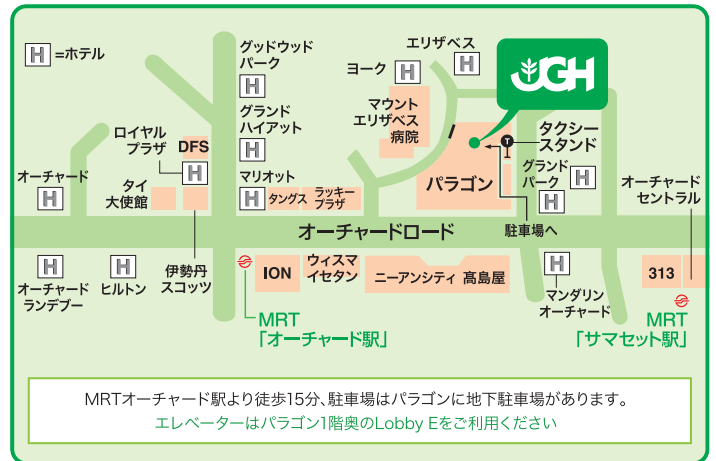 H =ホテル
グッドウッド
パーク
H
エリザベス
H
ヨーク H
JGH
グランド
ハイアット
H
マウント
エリザベス
病院
ロイヤル
プラザ
DFS
H
T
タクシー
スタンド
オーチャード
H
タイ
大使館
マリオット
H
タングス
ラッキー
プラザ
パラゴン
グランド
パーク
H
H
オーチャード
セントラル
オーチャードロード
駐車場へ
H
オーチャード
ランデブー
H
ヒルトン
伊勢丹
スコッツ
ION
ウィスマ
イセタン
ニーアンシティ 髙島屋
H
マンダリン
オーチャード
313
MRT
「オーチャード駅」
MRT
「サマセット駅」
MRTオーチャード駅より徒歩15分、駐車場はパラゴンに地下駐車場があります。
エレベーターはパラゴン1階奥のLobby Eをご利用ください